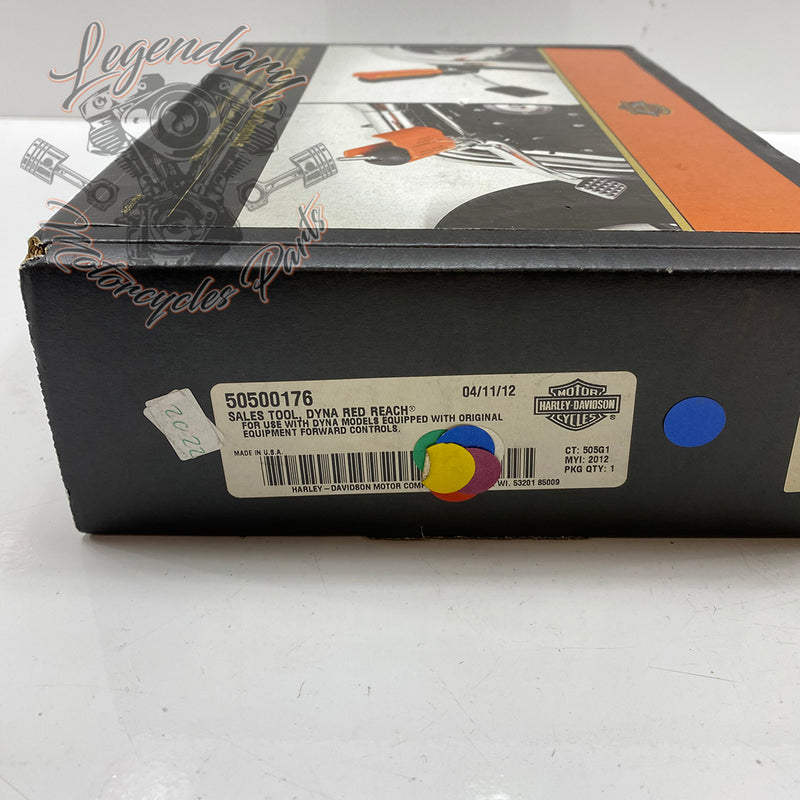 Legendary
Motorcycles Parts
50500176
04/11/12
SALES TOOL, DYNA RED REACH®
FOR USE WITH DYNA MODELS EQUIPPED WITH ORIGINAL
EQUIPMENT FORWARD CONTROLS.
MADE IN U.S.A.
HARLEY-DAVIDSON MOTOR WI. 53201 85009
MOTOR
HARLEY-DAVIDSON
CYCLES®
CT: 505G1
MYI: 2012
PKG QTY: 1
2022